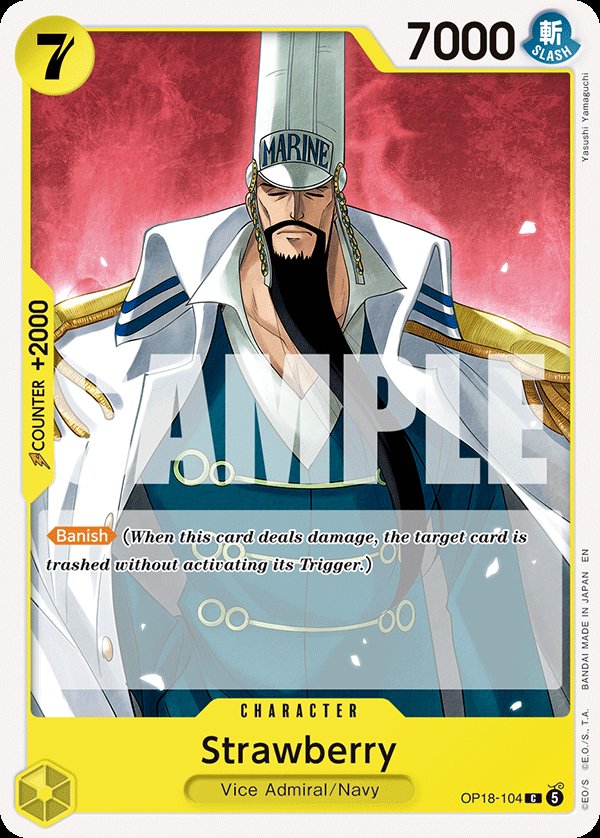 7
7000
斬
SLASH
Yasushi Yamaguchi
MARINE
COUNTER +2000
SAMPLE
Banish (When this card deals damage, the target card is
trashed without activating its Trigger.)
CHARACTER
Strawberry
Vice Admiral/Navy
OP18-104 C 5
©E.O/S ©E.O./S., T.A. BANDAI MADE IN JAPAN EN